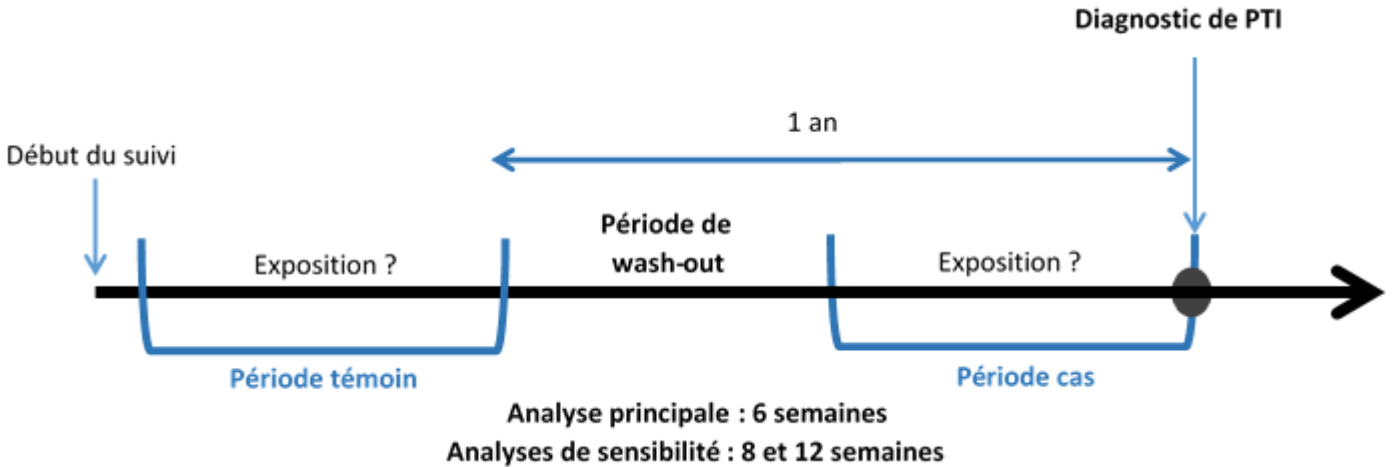 Diagnostic de PTI
1 an
Début du suivi
Période de
wash-out
Exposition ?
Exposition ?
Période témoin
Période cas
Analyse principale : 6 semaines
Analyses de sensibilité : 8 et 12 semaines